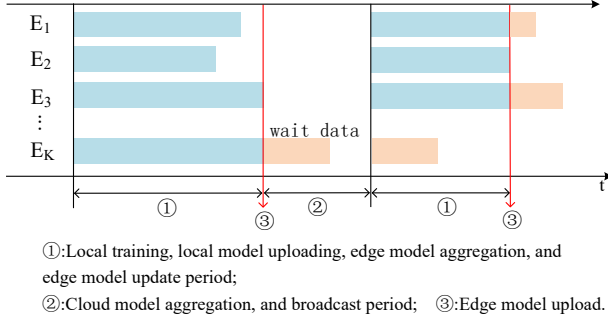 E1
E2
E3
⋮
EK
wait data
t
① ③ ② ① ③
①:Local training, local model uploading, edge model aggregation, and
edge model update period;
②:Cloud model aggregation, and broadcast period; ③:Edge model upload.